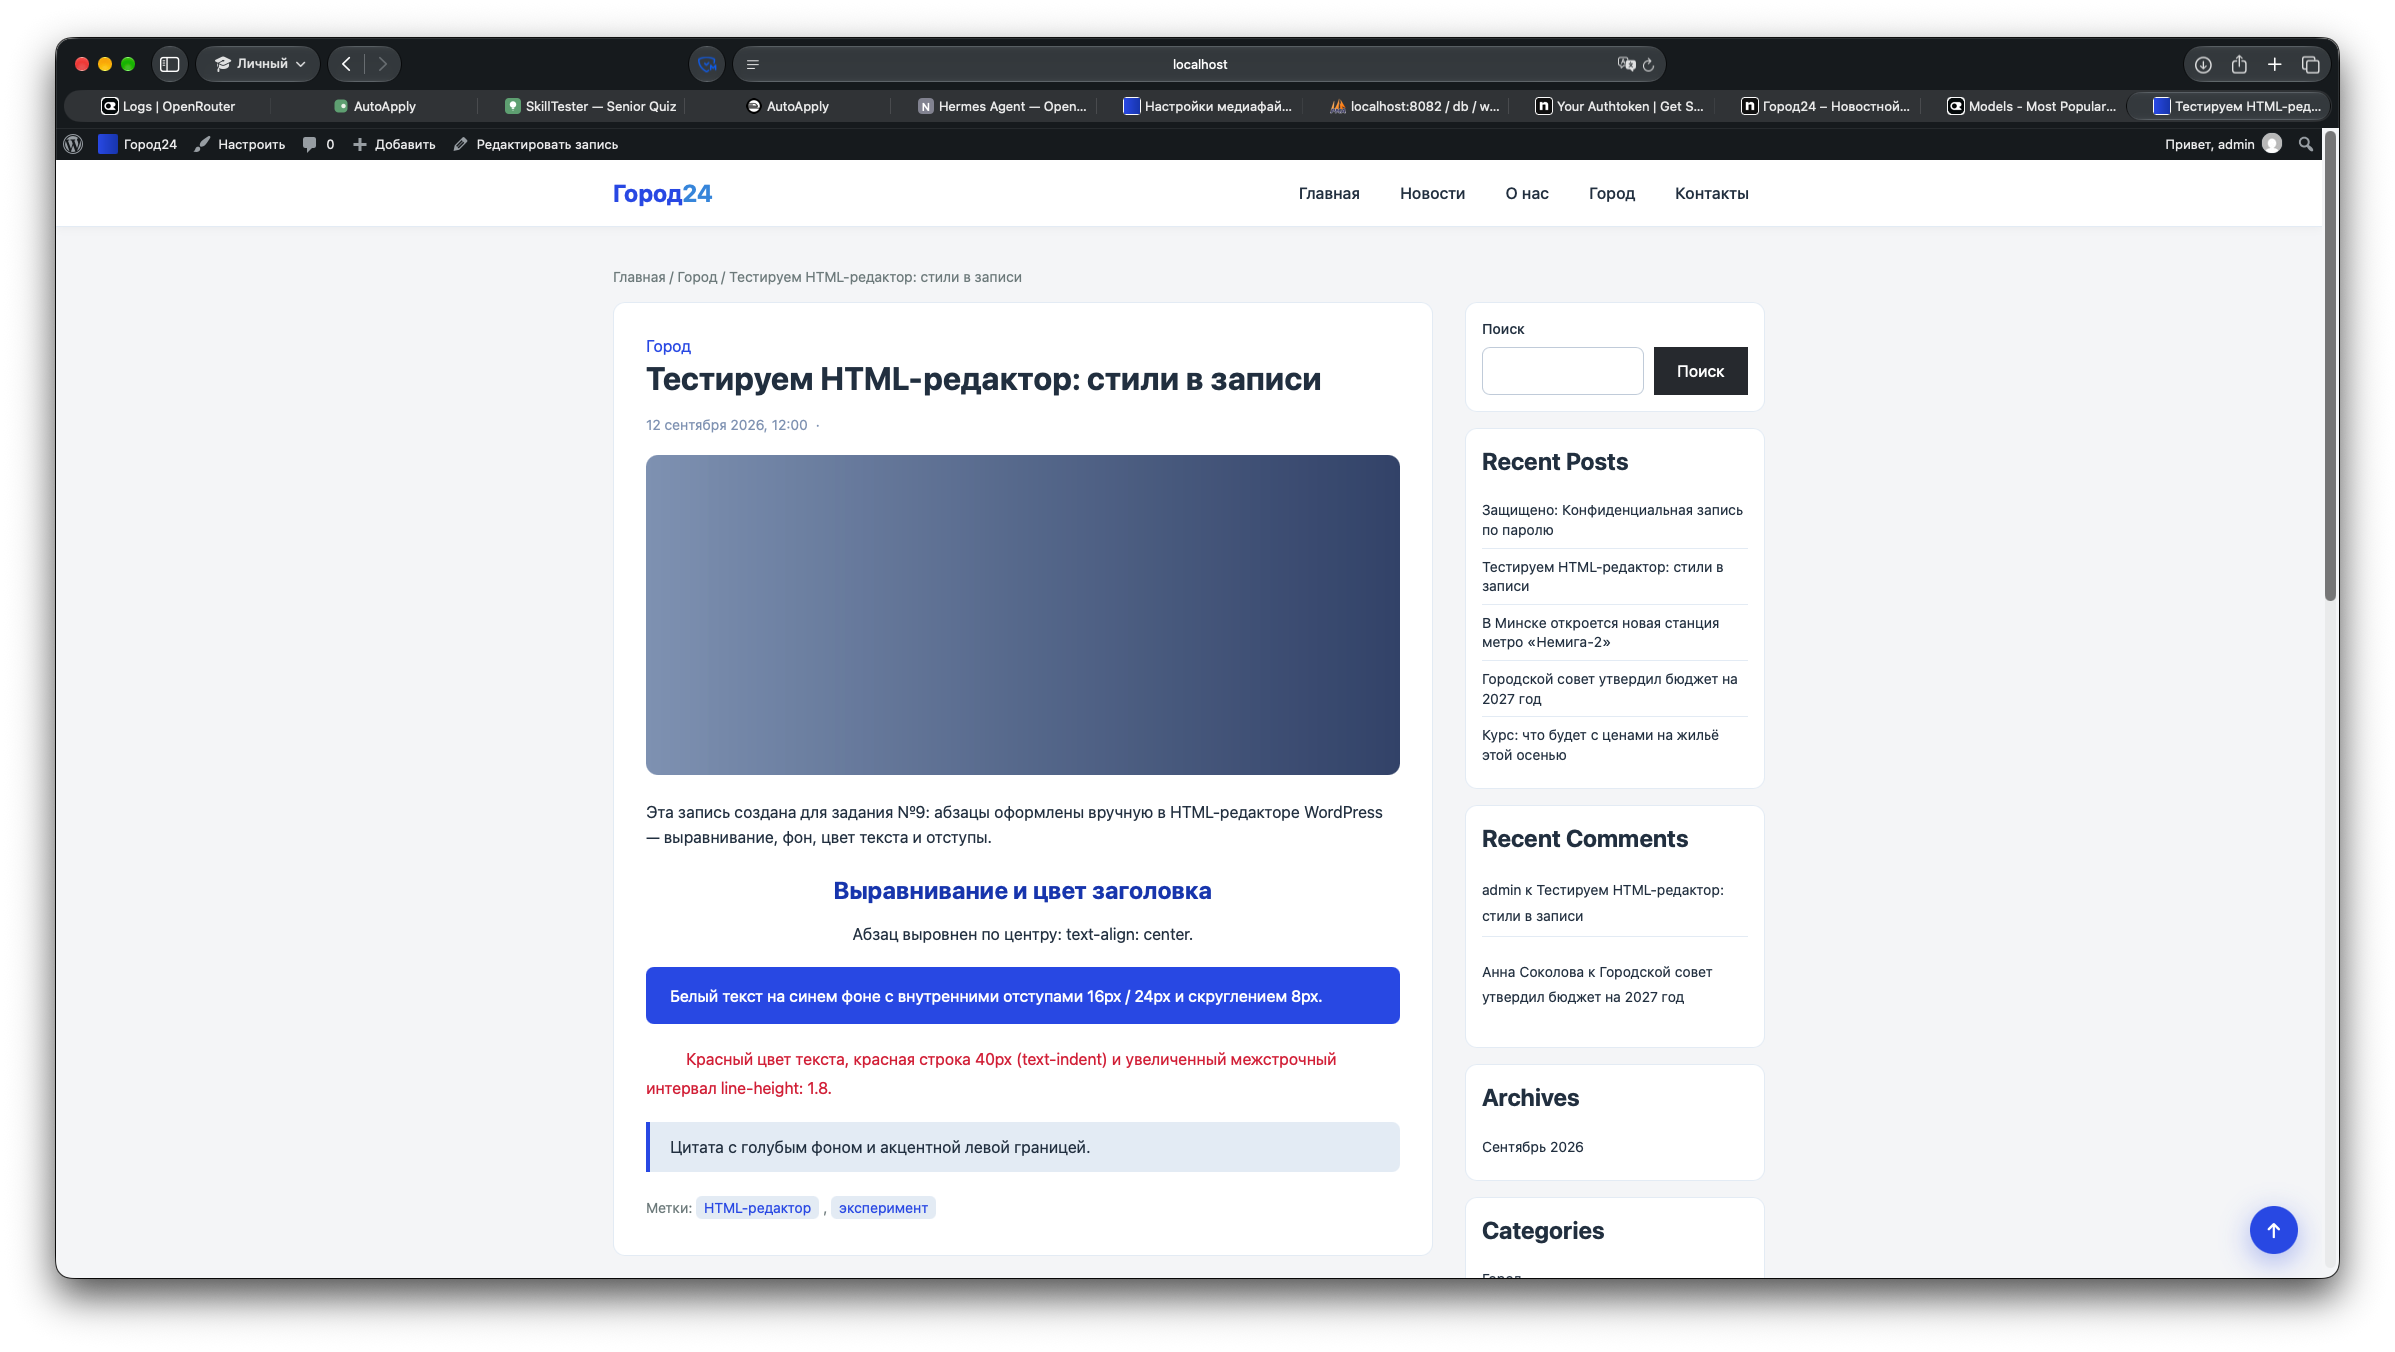 Личный
localhost
Logs | OpenRouter
AutoApply
SkillTester — Senior Quiz
AutoApply
Hermes Agent — Open...
Настройки медиафай...
localhost:8082 / db / w...
Your Authtoken | Get S...
Город24 – Новостной...
Models - Most Popular...
Тестируем HTML-ред...
Город24
Настроить
0
Добавить
Редактировать запись
Привет, admin
Город24
Главная
Новости
О нас
Город
Контакты
Главная / Город / Тестируем HTML-редактор: стили в записи
Город
Тестируем HTML-редактор: стили в записи
12 сентября 2026, 12:00 ·
Эта запись создана для задания №9: абзацы оформлены вручную в HTML-редакторе WordPress
— выравнивание, фон, цвет текста и отступы.
Выравнивание и цвет заголовка
Абзац выровнен по центру: text-align: center.
Белый текст на синем фоне с внутренними отступами 16px / 24px и скруглением 8px.
Красный цвет текста, красная строка 40px (text-indent) и увеличенный межстрочный
интервал line-height: 1.8.
Цитата с голубым фоном и акцентной левой границей.
Метки: HTML-редактор , эксперимент
Поиск
Поиск
Recent Posts
Защищено: Конфиденциальная запись
по паролю
Тестируем HTML-редактор: стили в
записи
В Минске откроется новая станция
метро «Немига-2»
Городской совет утвердил бюджет на
2027 год
Курс: что будет с ценами на жильё
этой осенью
Recent Comments
admin к Тестируем HTML-редактор:
стили в записи
Анна Соколова к Городской совет
утвердил бюджет на 2027 год
Archives
Сентябрь 2026
Categories
Город